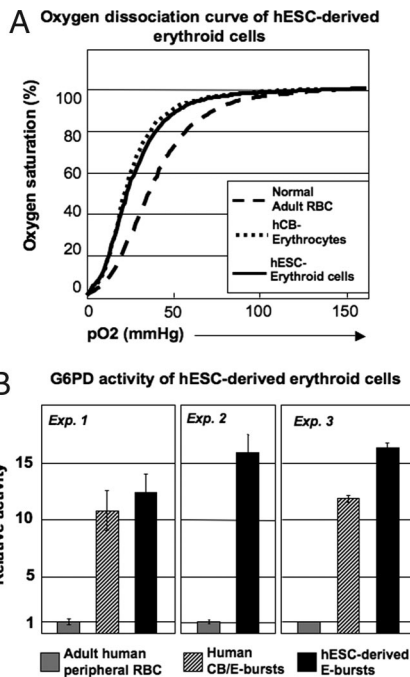 A
Oxygen dissociation curve of hESC-derived
erythroid cells
Oxygen saturation (%)
100
80
60
40
20
0
Normal
Adult RBC
hCB-
Erythrocytes
hESC-
Erythroid cells
0 50 100 150
pO2 (mmHg)
B
G6PD activity of hESC-derived erythroid cells
Exp. 1 Exp. 2 Exp. 3
Relative activity
15
10
5
1
Adult human
peripheral RBC
Human
CB/E-bursts
hESC-derived
E-bursts